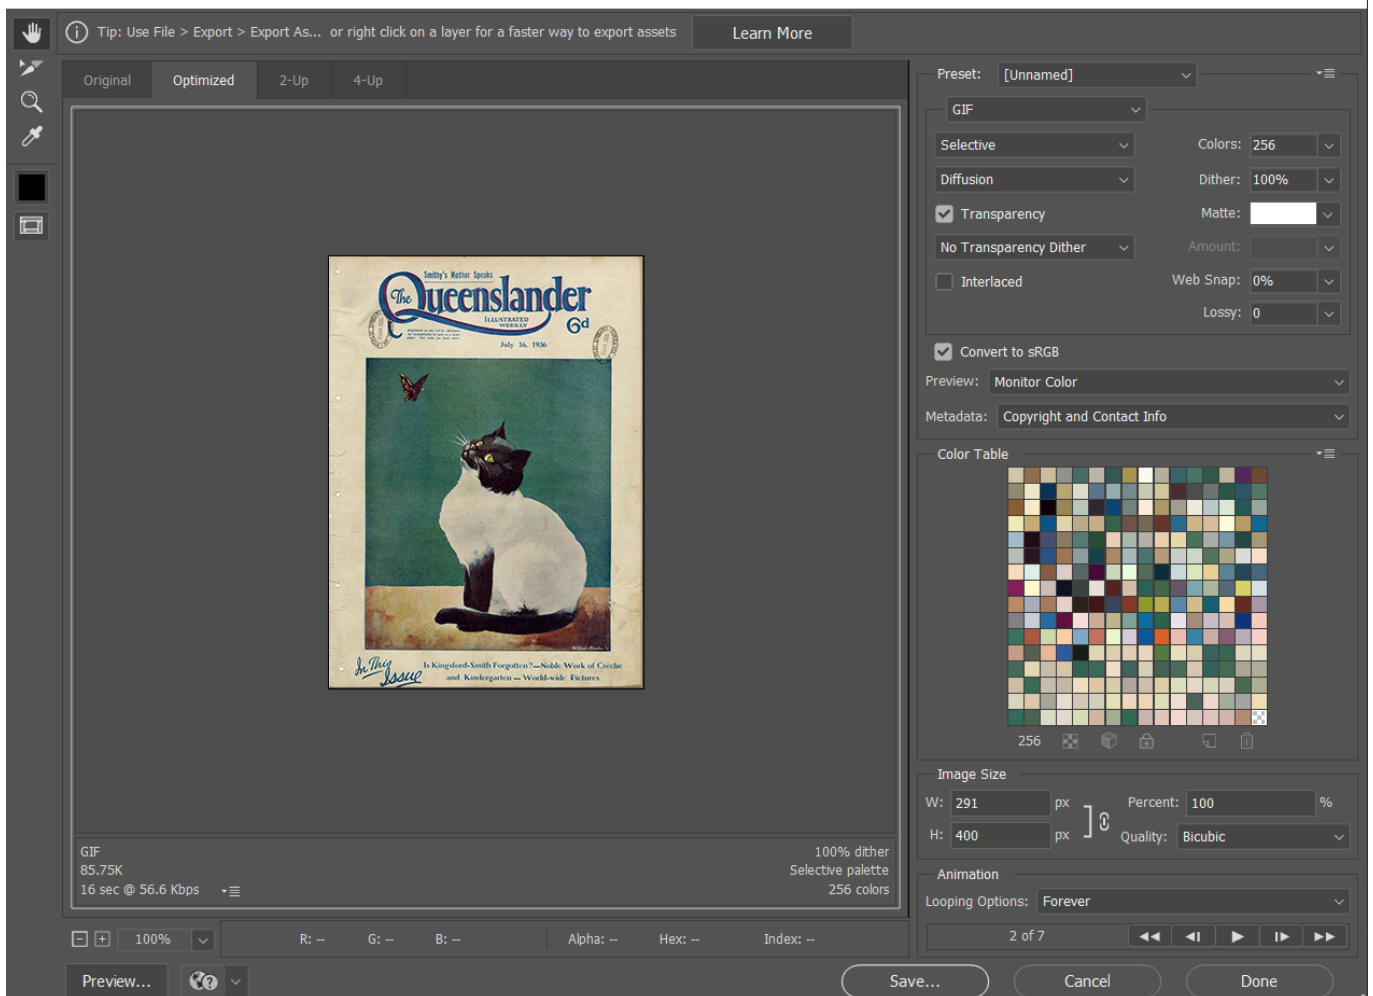 Tip: Use File > Export > Export As... or right click on a layer for a faster way to export assets
Learn More
Original
Optimized
2-Up
4-Up
Preset: [Unnamed]
GIF
Selective
Colors: 256
Diffusion
Dither: 100%
Transparency
Matte:
No Transparency Dither
Amount:
Interlaced
Web Snap: 0%
Lossy: 0
Convert to sRGB
Preview: Monitor Color
Metadata: Copyright and Contact Info
Color Table
256
Image Size
W: 291 px
Percent: 100 %
H: 400 px
Quality: Bicubic
Animation
Looping Options: Forever
2 of 7
Smithy's Mother Speaks
The Queenslander
ILLUSTRATED
WEEKLY
6d
July 16, 1936
In This
Issue
Is Kingsford-Smith Forgotten?—Noble Work of Creche
and Kindergarten — World-wide Pictures
GIF
85.75K
16 sec @ 56.6 Kbps
100% dither
Selective palette
256 colors
100%
R: --
G: --
B: --
Alpha: --
Hex: --
Index: --
Preview...
Save...
Cancel
Done